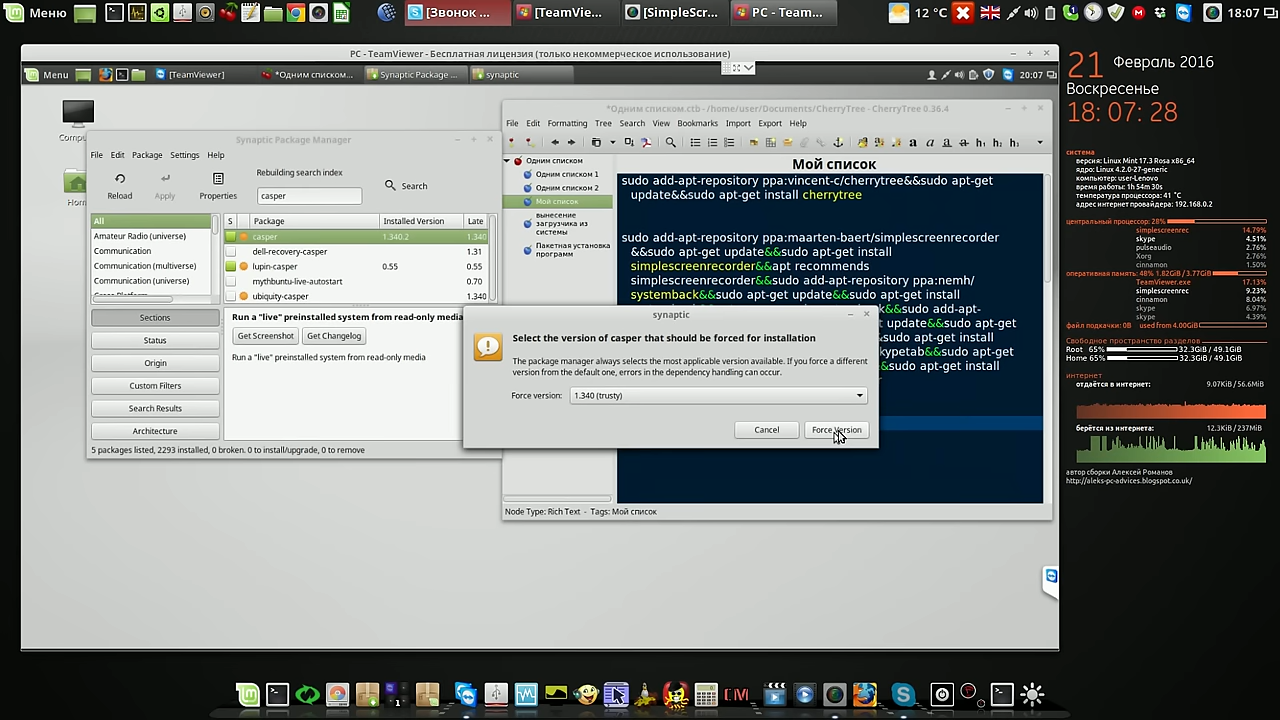 Меню
[Звонок ...
[TeamVie...
[SimpleScr...
PC - Team...
12 °C
18:07
PC - TeamViewer - Бесплатная лицензия (только некоммерческое использование)
Menu
[TeamViewer]
*Одним списком...
Synaptic Package ...
synaptic
20:07
Synaptic Package Manager
File Edit Package Settings Help
Rebuilding search index
Reload
Apply
Properties
casper
Search
All
Amateur Radio (universe)
Communication
Communication (multiverse)
Communication (universe)
S Package Installed Version Late
casper 1.340.2 1.340
dell-recovery-casper 1.31
lupin-casper 0.55 0.55
mythbuntu-live-autostart 0.70
ubiquity-casper 1.340
Sections
Status
Origin
Custom Filters
Search Results
Architecture
Run a "live" preinstalled system from read-only media
Get Screenshot
Get Changelog
Run a "live" preinstalled system from read-only media
5 packages listed, 2293 installed, 0 broken. 0 to install/upgrade, 0 to remove
*Одним списком.ctb - /home/user/Documents/CherryTree - CherryTree 0.36.4
File Edit Formatting Tree Search View Bookmarks Import Export Help
Одним списком
Одним списком 1
Одним списком 2
Мой список
вынесение
загрузчика из
системы
Пакетная установка
программ
Мой список
sudo add-apt-repository ppa:vincent-c/cherrytree&&sudo apt-get
update&&sudo apt-get install cherrytree
sudo add-apt-repository ppa:maarten-baert/simplescreenrecorder
&&sudo apt-get update&&sudo apt-get install
simplescreenrecorder&&apt recommends
simplescreenrecorder&&sudo add-apt-repository ppa:nemh/
systemback&&sudo apt-get update&&sudo apt-get install
&&sudo add-apt-
update&&sudo apt-get
&sudo apt-get install
ypetab&&sudo apt-get
&sudo apt-get install
Node Type: Rich Text - Tags: Мой список
synaptic
Select the version of casper that should be forced for installation
The package manager always selects the most applicable version available. If you force a different
version from the default one, errors in the dependency handling can occur.
Force version:
1.340 (trusty)
Cancel
Force Version
21 Февраль 2016
Воскресенье
18: 07: 28
система
версия: Linux Mint 17.3 Rosa x86_64
ядро: Linux 4.2.0-27-generic
компьютер: user-Lenovo
время работы: 1h 54m 30s
температура процессора: 41 °C
адрес интернет провайдера: 192.168.0.2
центральный процессор: 28%
simplescreenrec 14.79%
skype 4.51%
pulseaudio 2.76%
Xorg 2.76%
cinnamon 1.50%
оперативная память: 48% 1.82GiB / 3.77GiB
TeamViewer.exe 17.13%
simplescreenrec 9.23%
cinnamon 8.04%
skype 6.97%
skype 4.39%
файл подкачки: 0B used from 4.00GiB
Свободное пространство разделов
Root 65% 32.3GiB / 49.1GiB
Home 65% 32.3GiB / 49.1GiB
интернет
отдаётся в интернет: 9.07KiB / 56.6MiB
берётся из интернета: 12.3KiB / 237MiB
автор сборки Алексей Романов
http://aleks-pc-advices.blogspot.co.uk/